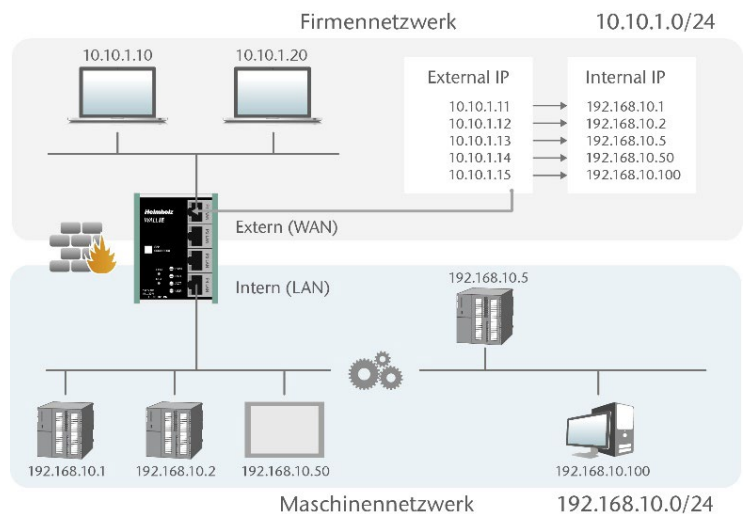 Firmennetzwerk 10.10.1.0/24
10.10.1.10 10.10.1.20
External IP Internal IP
10.10.1.11 192.168.10.1
10.10.1.12 192.168.10.2
10.10.1.13 192.168.10.5
10.10.1.14 192.168.10.50
10.10.1.15 192.168.10.100
Helmholz
WALL IE
Extern (WAN)
Intern (LAN)
192.168.10.5
192.168.10.1 192.168.10.2 192.168.10.50 192.168.10.100
Maschinennetzwerk 192.168.10.0/24